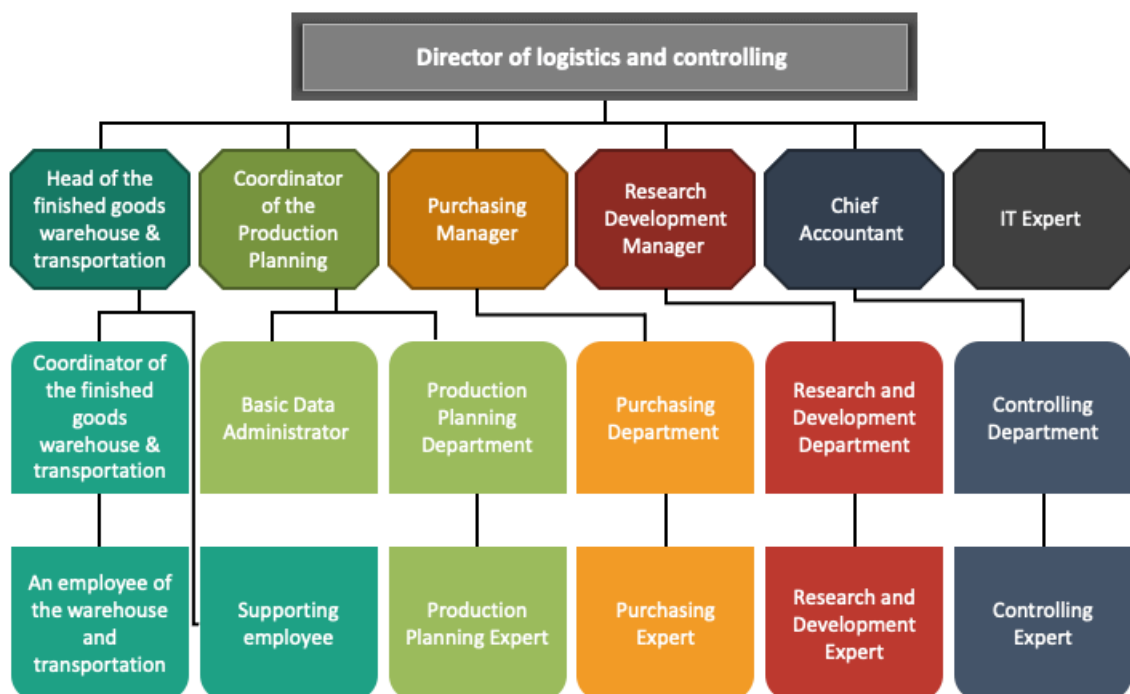 Director of logistics and controlling
Head of the
finished goods
warehouse &
transportation
Coordinator
of the
Production
Planning
Purchasing
Manager
Research
Development
Manager
Chief
Accountant
IT Expert
Coordinator of
the finished
goods
warehouse &
transportation
Basic Data
Administrator
Production
Planning
Department
Purchasing
Department
Research and
Development
Department
Controlling
Department
An employee of
the warehouse
and
transportation
Supporting
employee
Production
Planning Expert
Purchasing
Expert
Research and
Development
Expert
Controlling
Expert